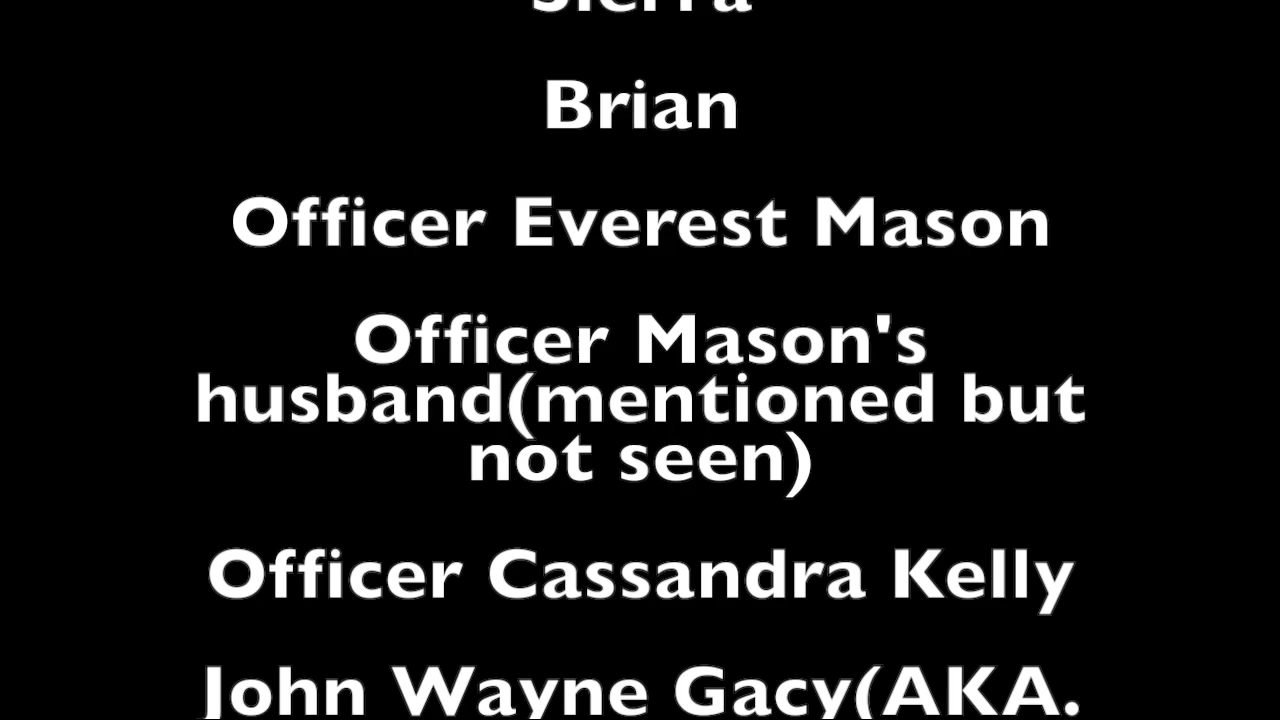 Sierra
Brian
Officer Everest Mason
Officer Mason's
husband(mentioned but
not seen)
Officer Cassandra Kelly
John Wayne Gacy(AKA.